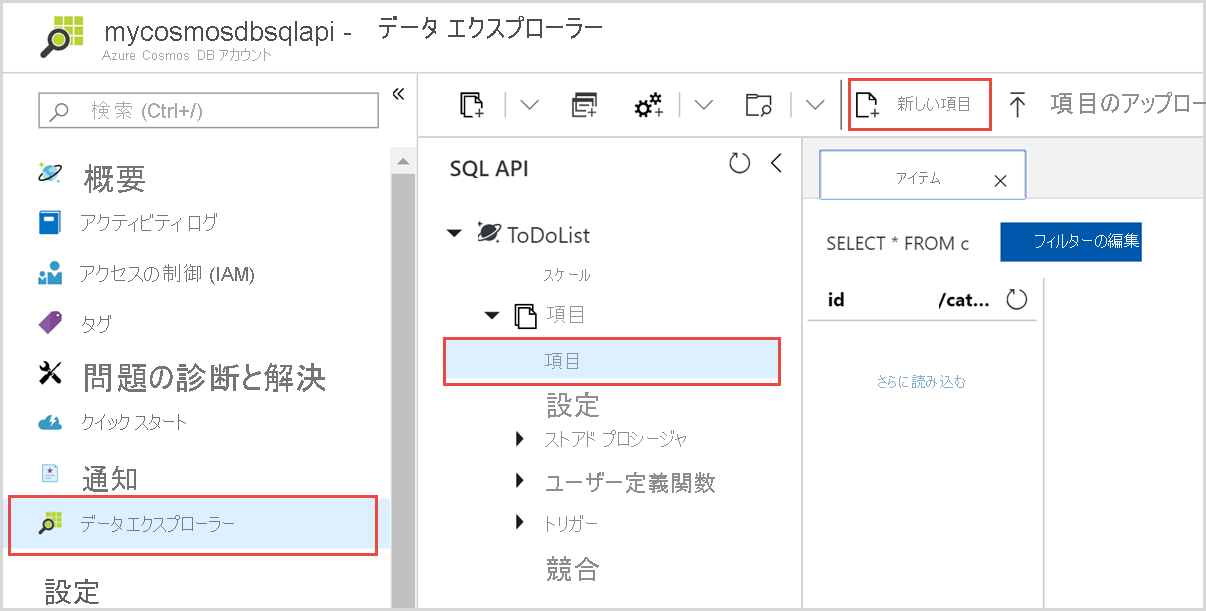 mycosmosdbsqlapi - データ エクスプローラー
Azure Cosmos DB アカウント
検索 (Ctrl+/)
«
新しい項目
項目のアップロー
概要
アクティビティ ログ
アクセスの制御 (IAM)
タグ
問題の診断と解決
クイック スタート
通知
データ エクスプローラー
設定
SQL API
ToDoList
スケール
項目
項目
設定
ストアド プロシージャ
ユーザー定義関数
トリガー
競合
アイテム
SELECT * FROM c
フィルターの編集
id /cat...
さらに読み込む